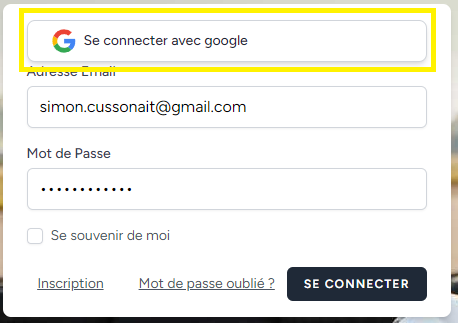 Se connecter avec google
Adresse Email
simon.cussonait@gmail.com
Mot de Passe
••••••••••••
Se souvenir de moi
Inscription Mot de passe oublié ? SE CONNECTER